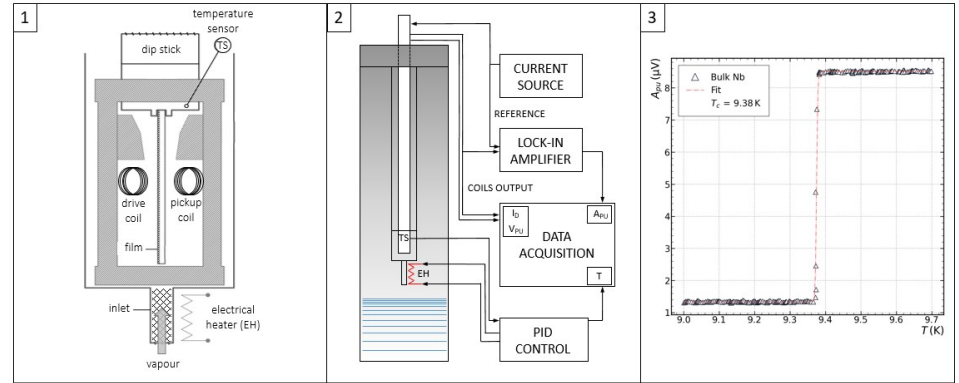 1
temperature
sensor
TS
dip stick
drive
coil
pickup
coil
film
inlet
electrical
heater (EH)
vapour
2
CURRENT
SOURCE
REFERENCE
LOCK-IN
AMPLIFIER
COILS OUTPUT
I_D
V_PU
A_PU
DATA
ACQUISITION
T
TS
EH
PID
CONTROL
3
A_pu (μV)
Bulk Nb
Fit
T_c = 9.38 K
8
7
6
5
4
3
2
1
9.0 9.1 9.2 9.3 9.4 9.5 9.6 9.7
T (K)